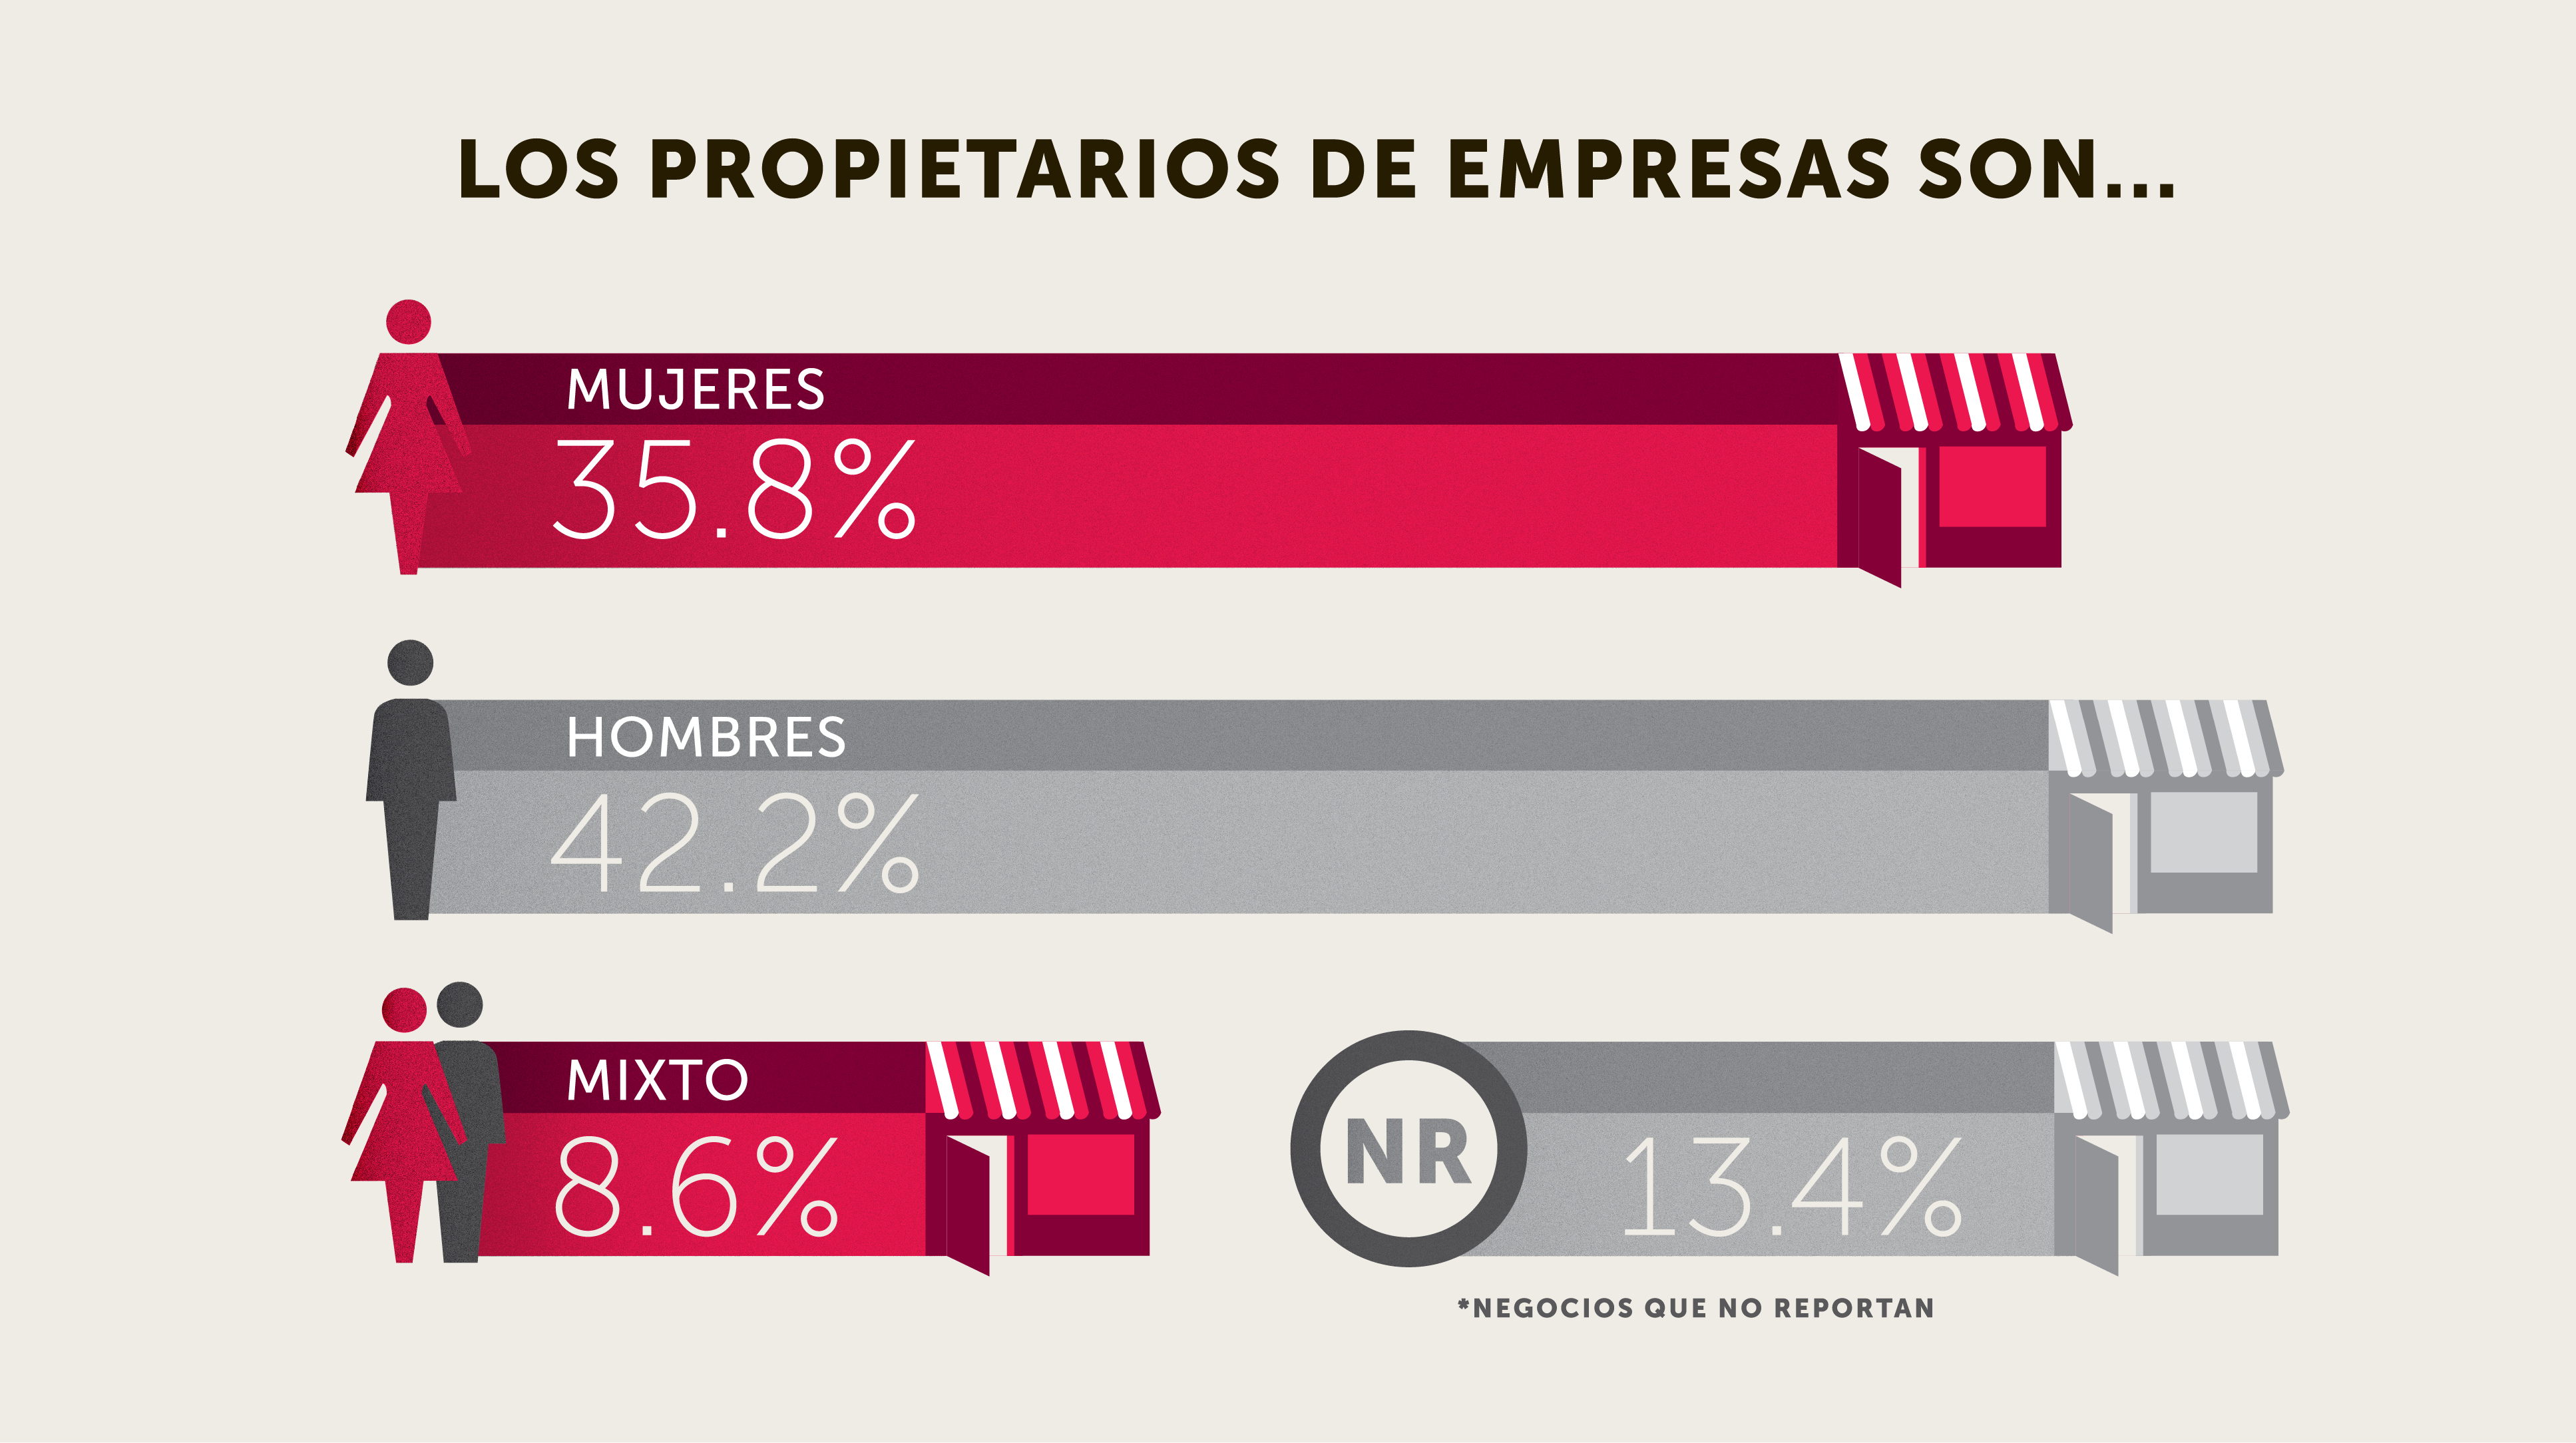 LOS PROPIETARIOS DE EMPRESAS SON...
MUJERES
35.8%
HOMBRES
42.2%
MIXTO
8.6%
NR
13.4%
*NEGOCIOS QUE NO REPORTAN